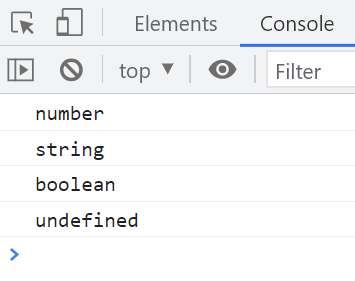 Elements Console
top Filter
number
string
boolean
undefined